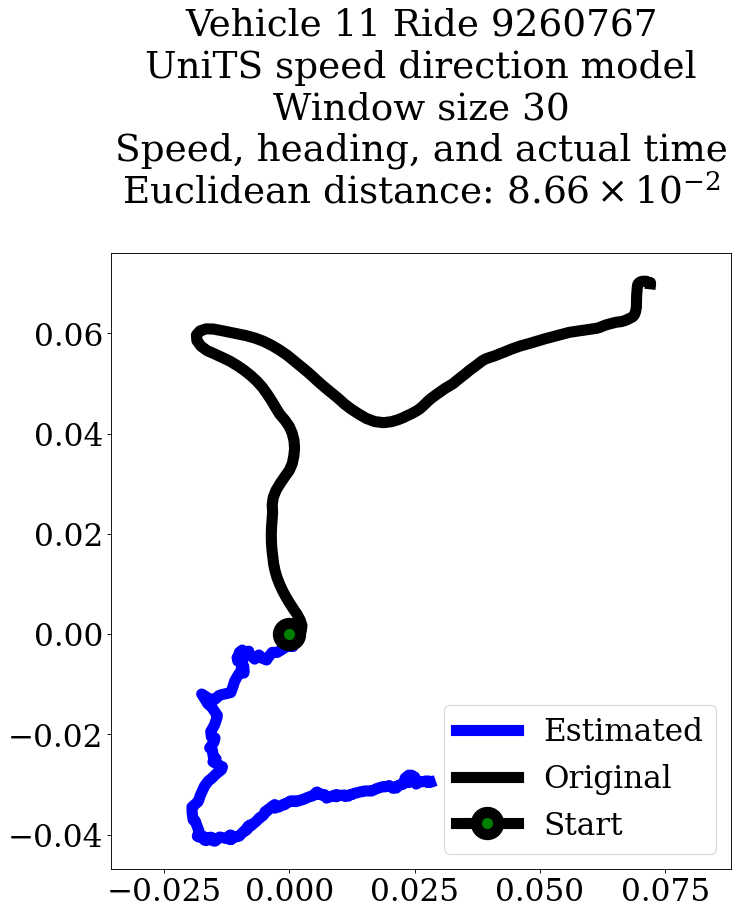 Vehicle 11 Ride 9260767
UniTS speed direction model
Window size 30
Speed, heading, and actual time
Euclidean distance: 8.66 × 10⁻²
0.06
0.04
0.02
0.00
−0.02
−0.04
Estimated
Original
Start
−0.025 0.000 0.025 0.050 0.075